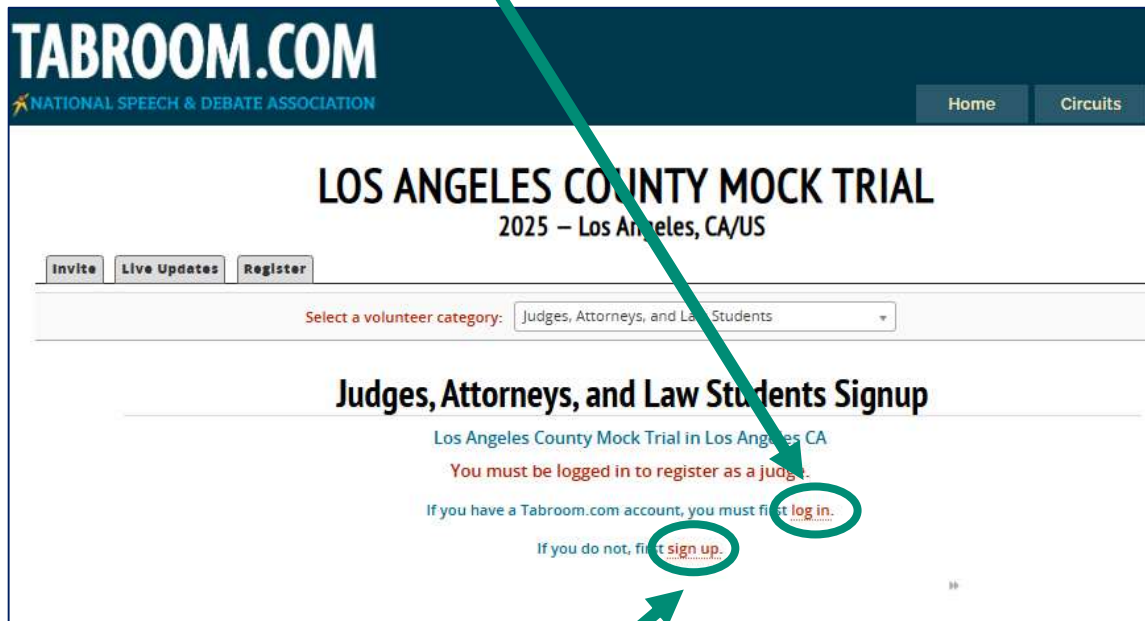 TABROOM.COM
NATIONAL SPEECH & DEBATE ASSOCIATION
Home Circuits
LOS ANGELES COUNTY MOCK TRIAL
2025 – Los Angeles, CA/US
Invite Live Updates Register
Select a volunteer category: Judges, Attorneys, and Law Students
Judges, Attorneys, and Law Students Signup
Los Angeles County Mock Trial in Los Angeles CA
You must be logged in to register as a judge.
If you have a Tabroom.com account, you must first log in.
If you do not, first sign up.